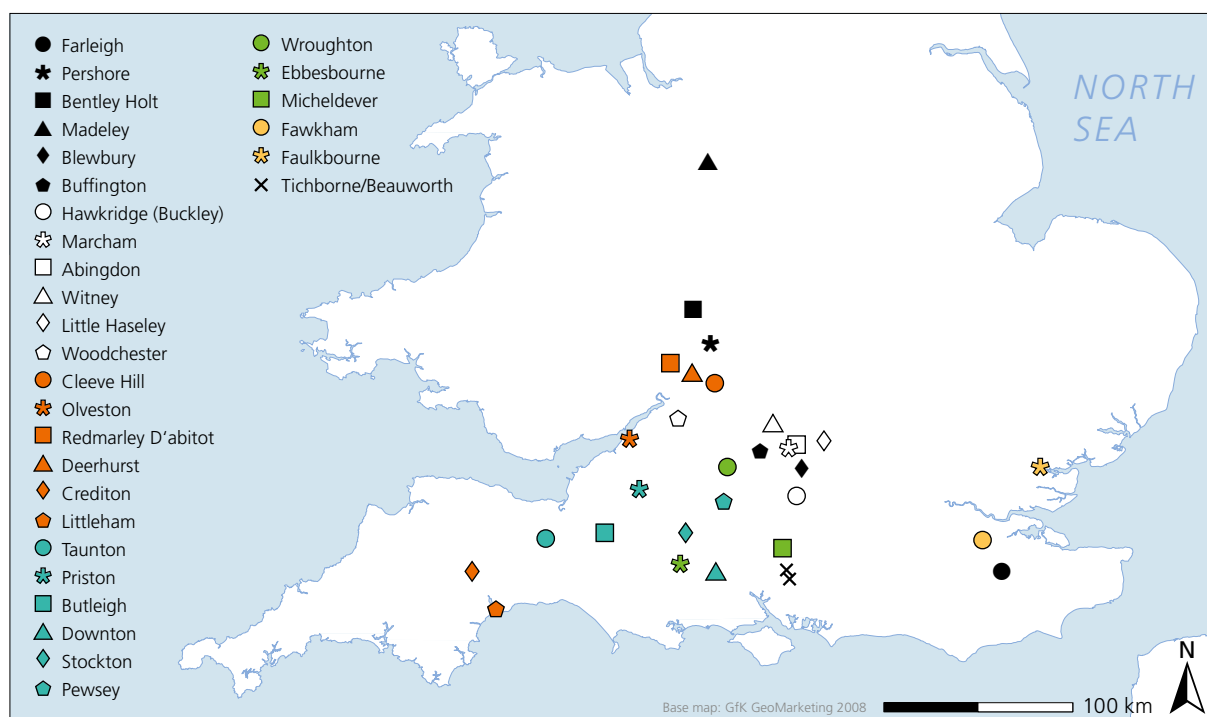 Farleigh
Pershore
Bentley Holt
Madeley
Blewbury
Buffington
Hawkridge (Buckley)
Marcham
Abingdon
Witney
Little Haseley
Woodchester
Cleeve Hill
Olveston
Redmarley D‘abitot
Deerhurst
Crediton
Littleham
Taunton
Priston
Butleigh
Downton
Stockton
Pewsey
Wroughton
Ebbesbourne
Micheldever
Fawkham
Faulkbourne
Tichborne/Beauworth
NORTH
SEA
Base map: GfK GeoMarketing 2008
100 km
N